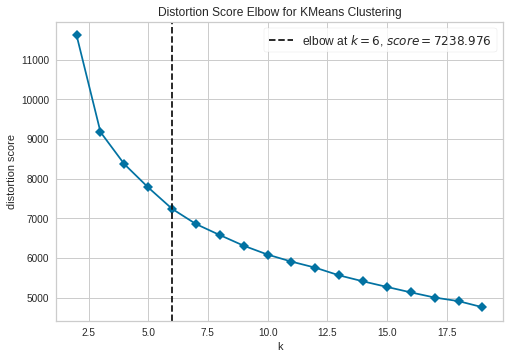 Distortion Score Elbow for KMeans Clustering
elbow at k = 6, score = 7238.976
11000
10000
9000
8000
7000
6000
5000
distortion score
2.5 5.0 7.5 10.0 12.5 15.0 17.5
k